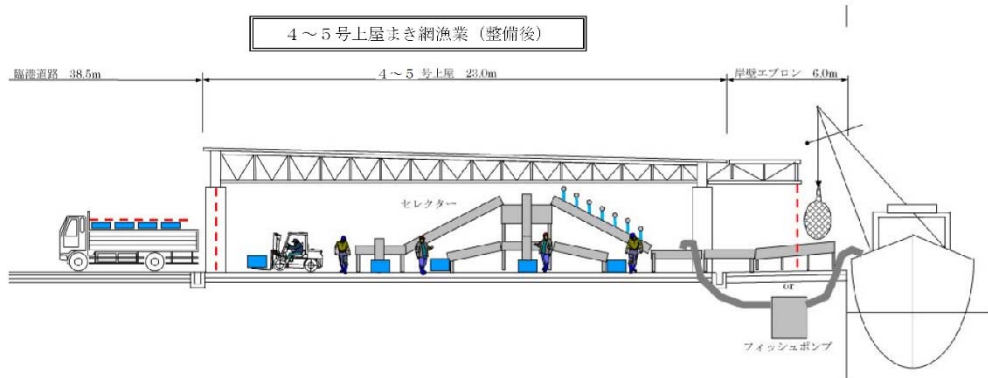 ４～５号上屋まき網漁業（整備後）
臨港道路 38.5m
４～５号上屋 23.0m
岸壁エプロン 6.0m
セレクター
or
フィッシュポンプ